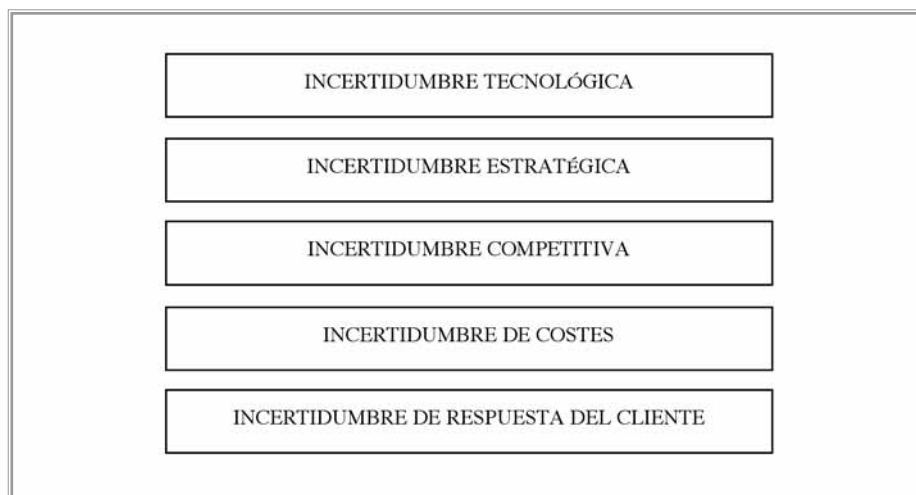 INCERTIDUMBRE TECNOLÓGICA
INCERTIDUMBRE ESTRATÉGICA
INCERTIDUMBRE COMPETITIVA
INCERTIDUMBRE DE COSTES
INCERTIDUMBRE DE RESPUESTA DEL CLIENTE